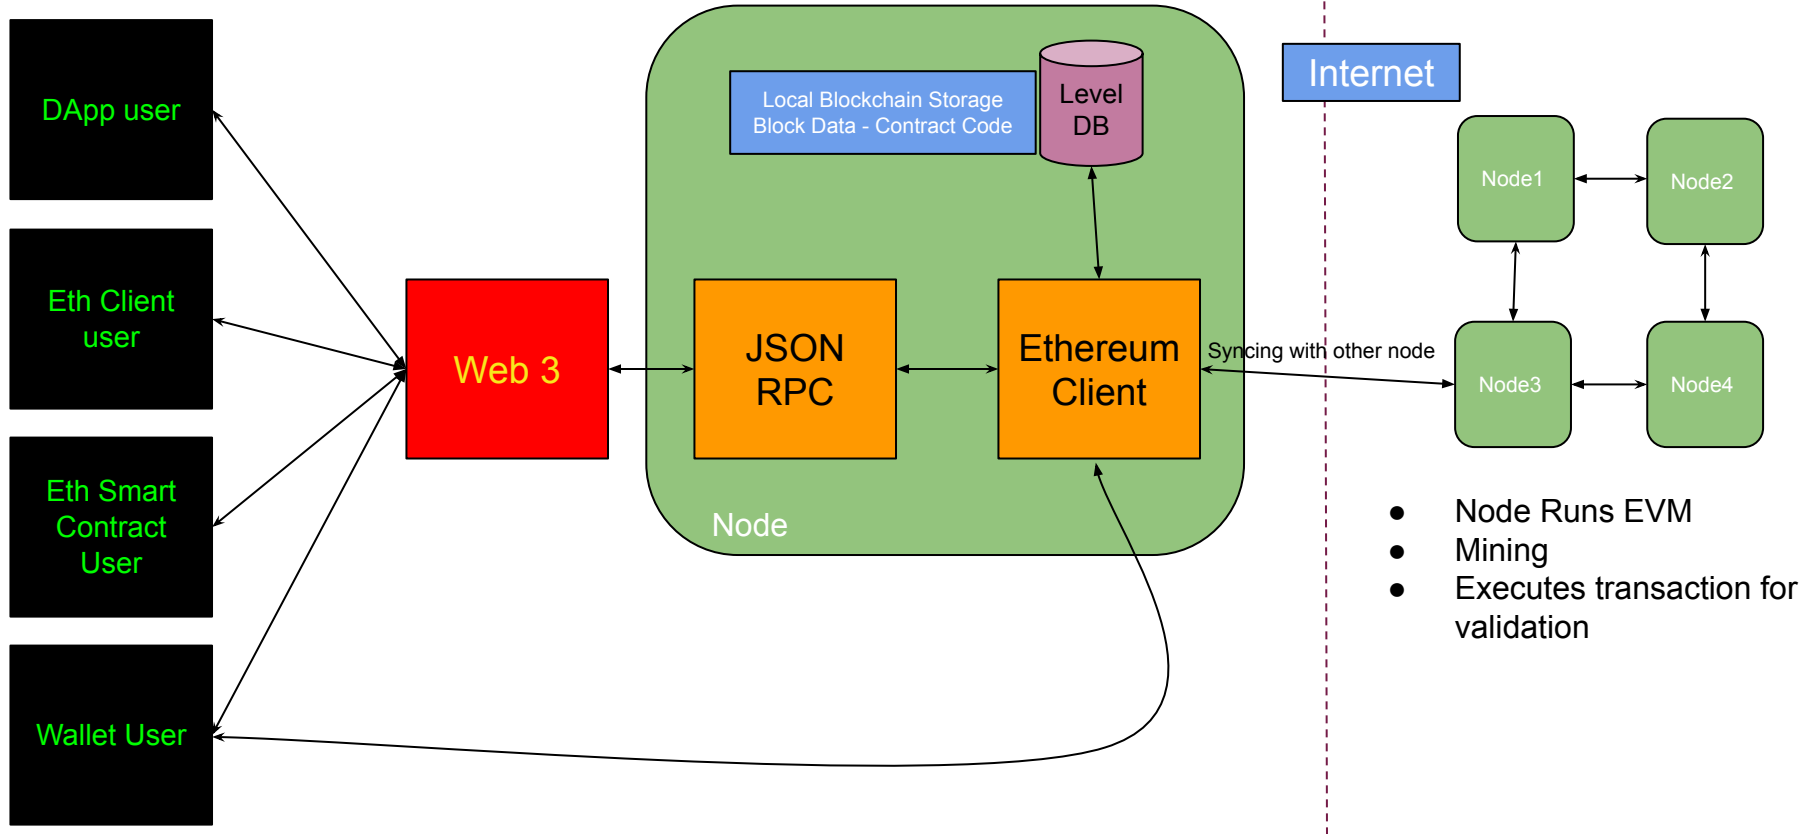 DApp user
Eth Client
user
Eth Smart
Contract
User
Wallet User
Web 3
Local Blockchain Storage
Block Data - Contract Code
Level
DB
JSON
RPC
Ethereum
Client
Node
Syncing with other node
Internet
Node1
Node2
Node3
Node4
● Node Runs EVM
● Mining
● Executes transaction for
validation